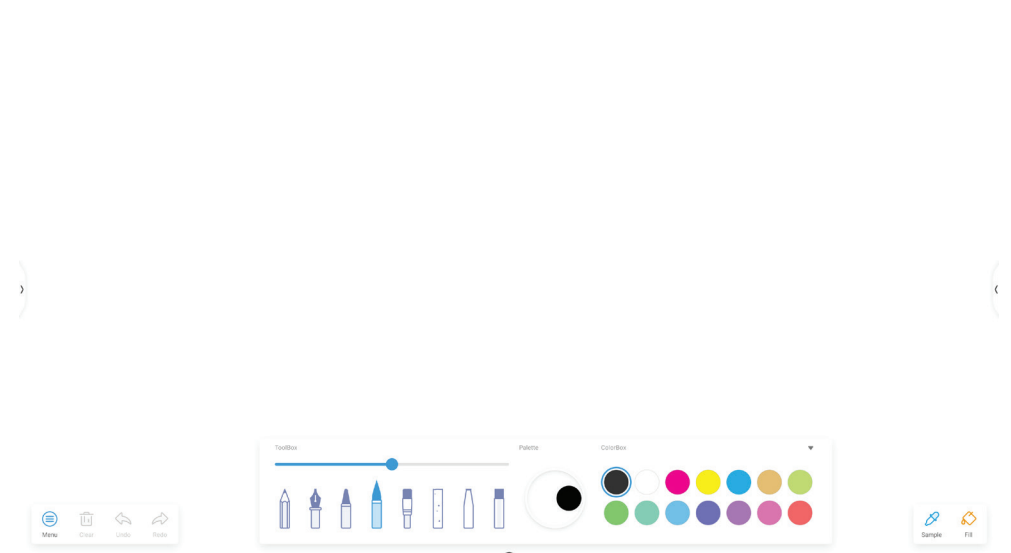 ToolBox
Palette
ColorBox
Menu
Clear
Undo
Redo
Sample
Fill